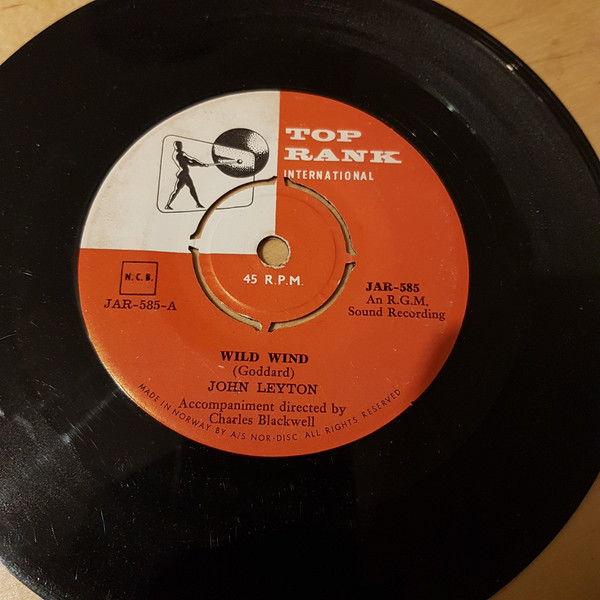 TOP
RANK
INTERNATIONAL
N.C.B.
JAR-585-A
45 R.P.M.
JAR-585
An R.G.M.
Sound Recording
WILD WIND
(Goddard)
JOHN LEYTON
Accompaniment directed by
Charles Blackwell
MADE IN NORWAY BY A/S NOR-DISC ALL RIGHTS RESERVED